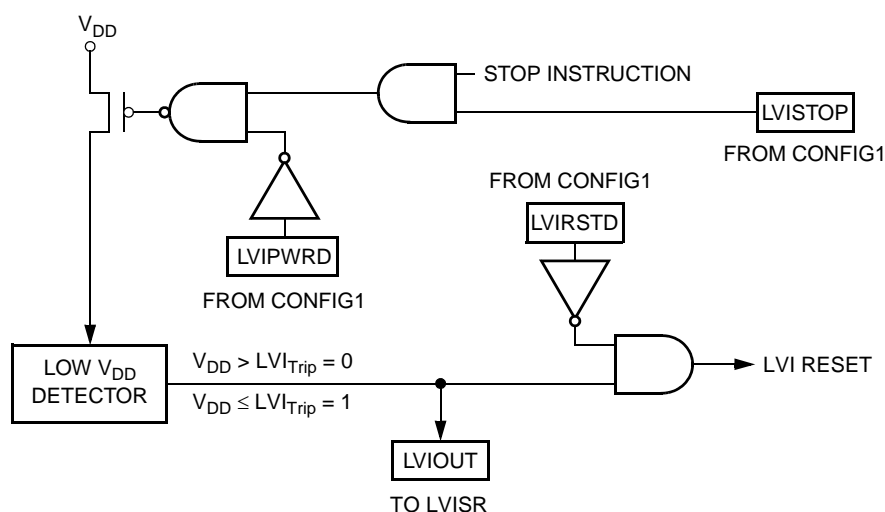 VDD
STOP INSTRUCTION
LVISTOP
FROM CONFIG1
FROM CONFIG1
LVIRSTD
LVIPWRD
FROM CONFIG1
LOW VDD
DETECTOR
VDD > LVITrip = 0
VDD ≤ LVITrip = 1
LVI RESET
LVIOUT
TO LVISR